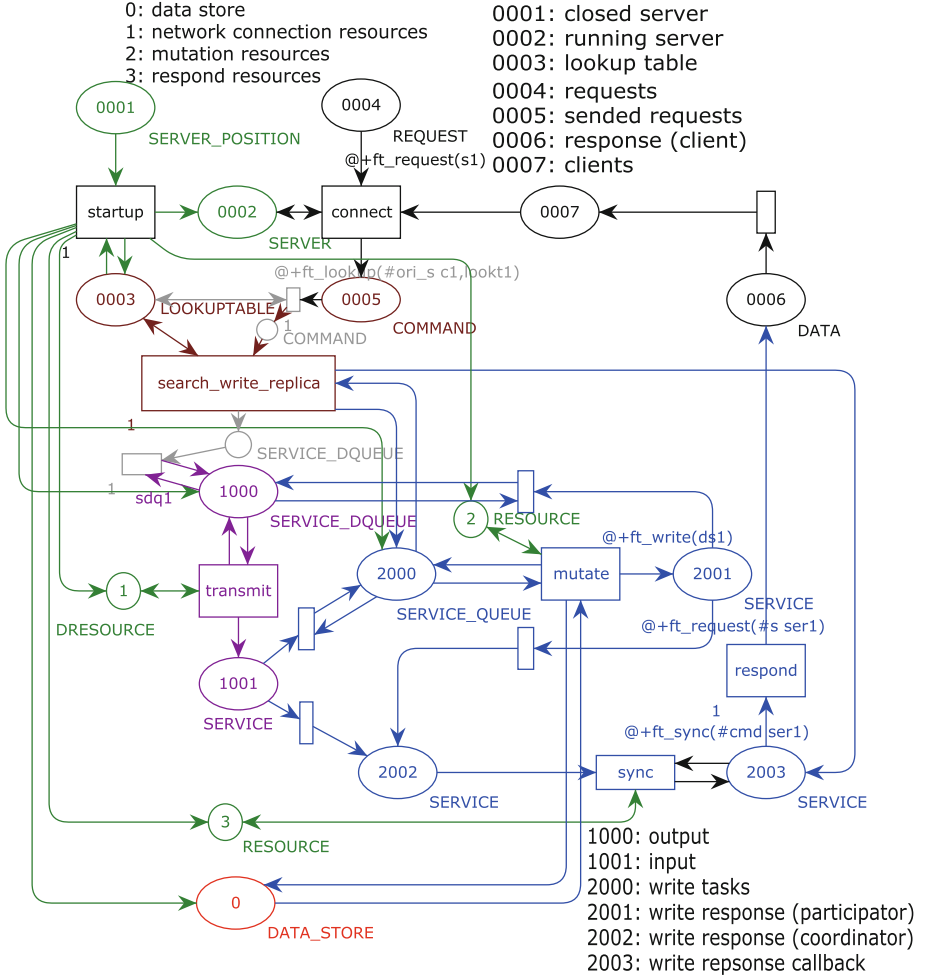 0: data store
1: network connection resources
2: mutation resources
3: respond resources
0001: closed server
0002: running server
0003: lookup table
0004: requests
0005: sended requests
0006: response (client)
0007: clients
0001
SERVER_POSITION
0004
REQUEST
@+ft_request(s1)
startup
0002
SERVER
connect
0007
1
@+ft_lookup(#ori_s c1,lookt1)
0003
LOOKUPTABLE
0005
COMMAND
1
COMMAND
0006
DATA
search_write_replica
1
SERVICE_DQUEUE
1
sdq1
1000
SERVICE_DQUEUE
2
RESOURCE
@+ft_write(ds1)
1
DRESOURCE
transmit
2000
SERVICE_QUEUE
mutate
2001
SERVICE
@+ft_request(#s ser1)
1001
SERVICE
respond
1
@+ft_sync(#cmd ser1)
2002
SERVICE
sync
2003
SERVICE
3
RESOURCE
0
DATA_STORE
1000: output
1001: input
2000: write tasks
2001: write response (participator)
2002: write response (coordinator)
2003: write repsonse callback